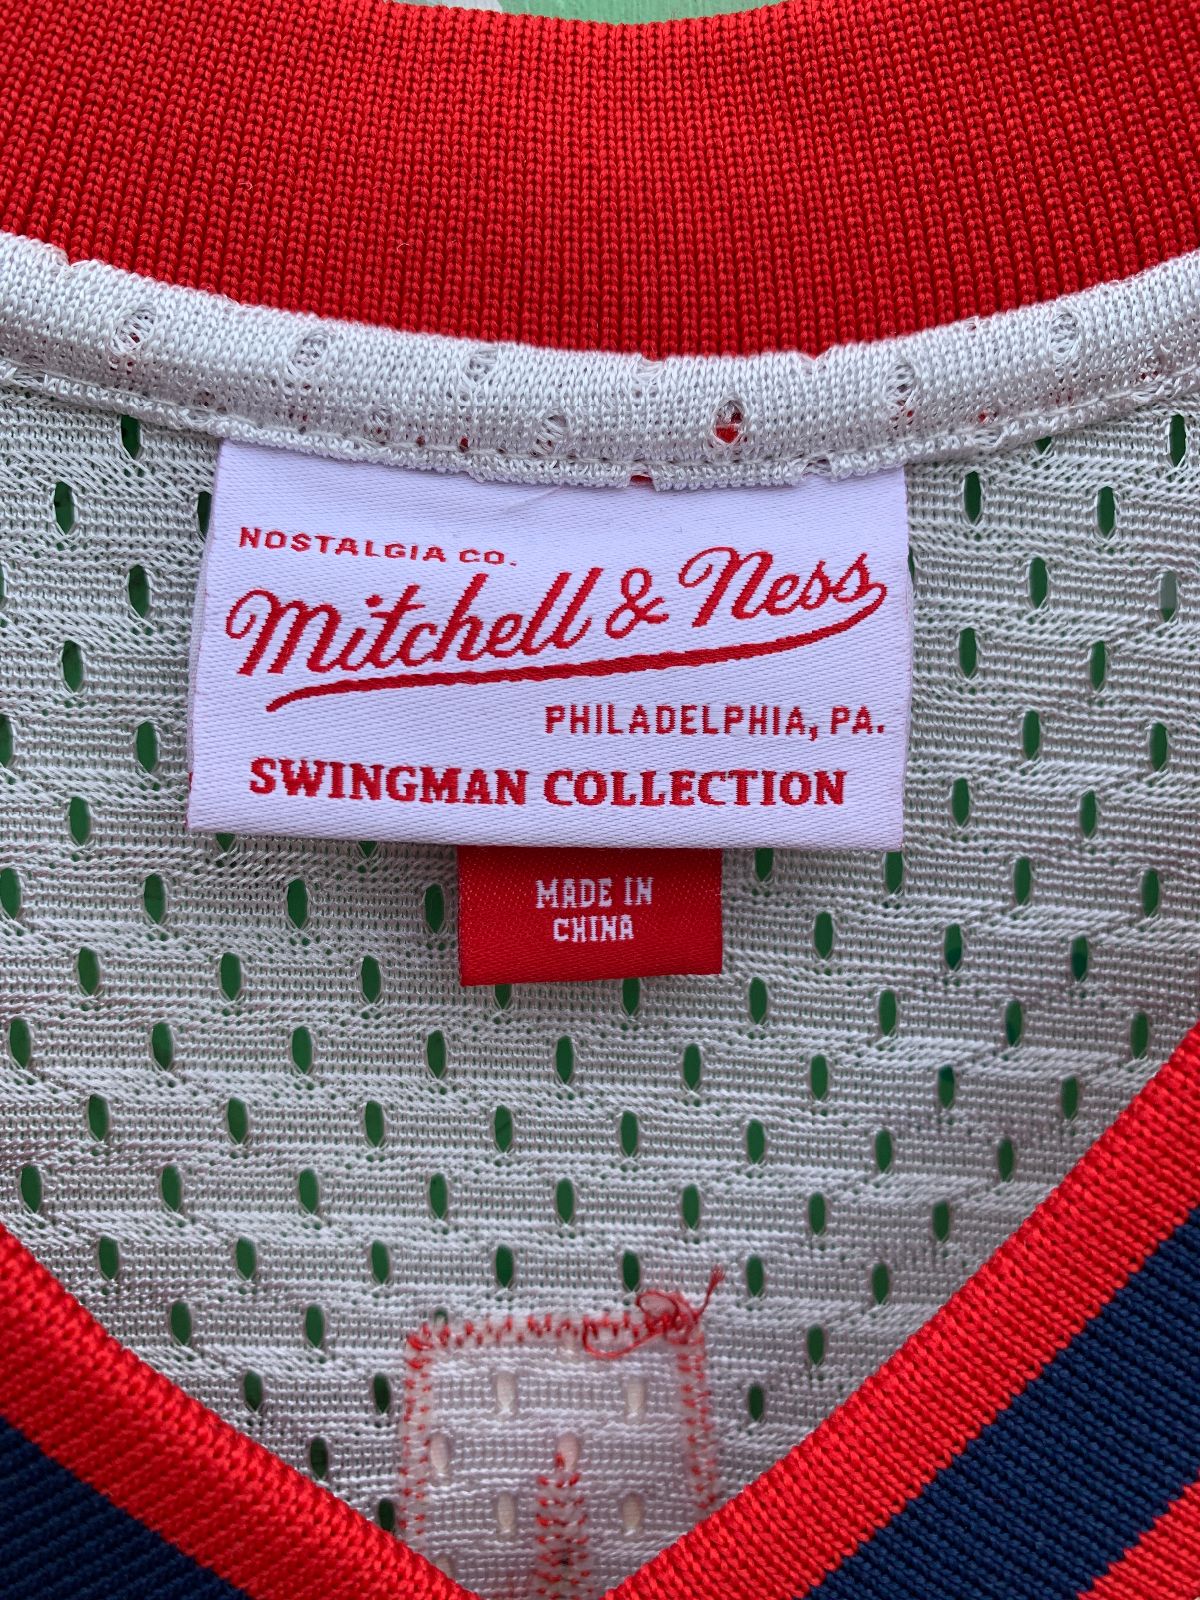 NOSTALGIA CO.
Mitchell & Ness
PHILADELPHIA, PA.
SWINGMAN COLLECTION
MADE IN
CHINA